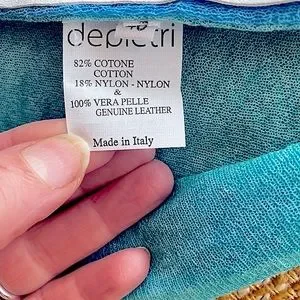 depietri
82% COTONE
COTTON
18% NYLON - NYLON
&
100% VERA PELLE
GENUINE LEATHER
Made in Italy